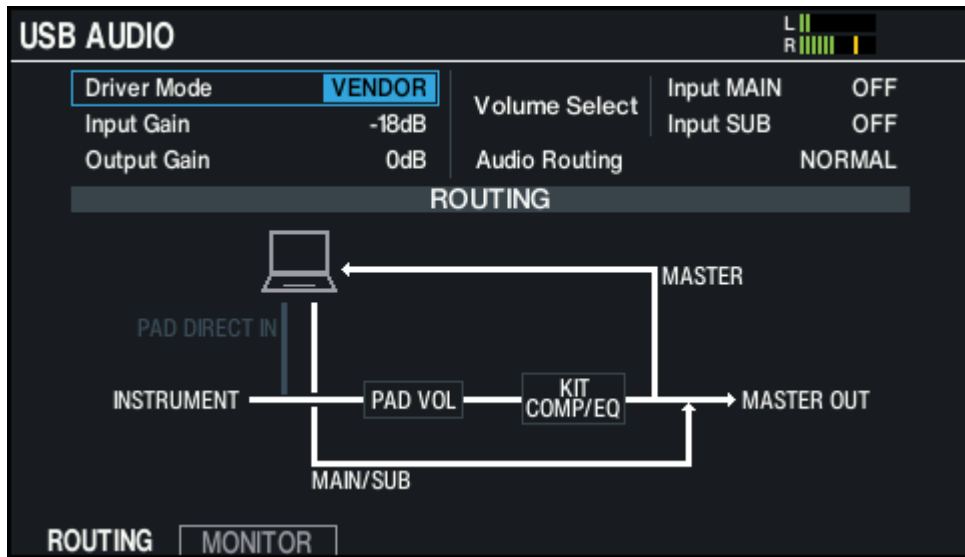 USB AUDIO
L
R
Driver Mode VENDOR
Input Gain -18dB
Output Gain 0dB
Volume Select
Input MAIN OFF
Input SUB OFF
Audio Routing NORMAL
ROUTING
MASTER
PAD DIRECT IN
INSTRUMENT
PAD VOL
KIT
COMP/EQ
MASTER OUT
MAIN/SUB
ROUTING MONITOR